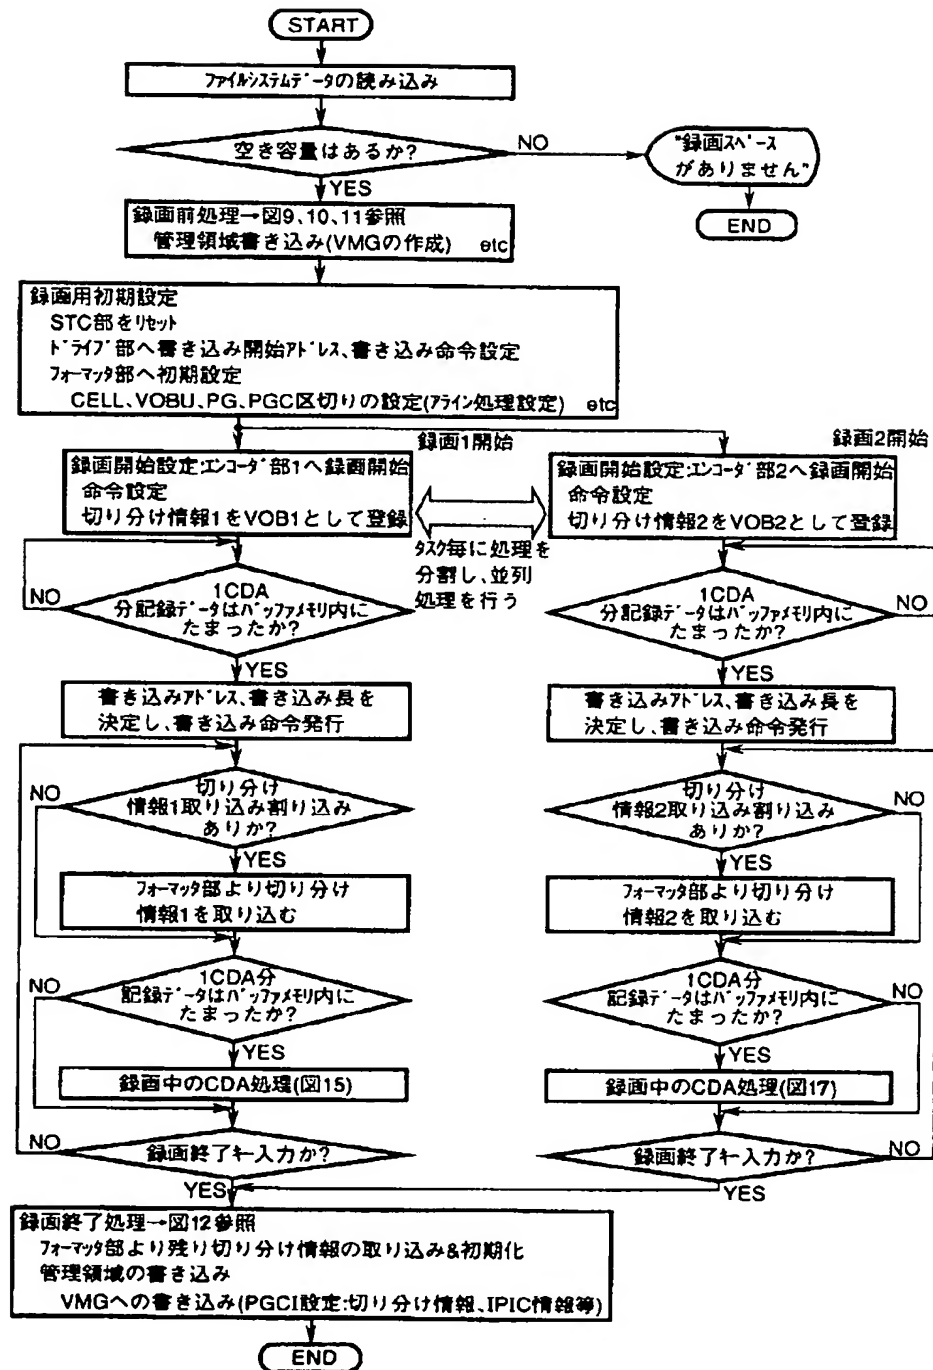 START
ファイルシステムデータの読み込み
空き容量はあるか?
NO
YES
"録画スペース
がありません"
END
録画前処理→図9、10、11参照
管理領域書き込み(VMGの作成) etc
録画用初期設定
STC部をリセット
ドライブ部へ書き込み開始アドレス、書き込み命令設定
フォーマッタ部へ初期設定
CELL、VOBU、PG、PGC区切りの設定(アライン処理設定) etc
録画1開始
録画開始設定:エンコーダ部1へ録画開始
命令設定
切り分け情報1をVOB1として登録
タスク毎に処理を
分割し、並列
処理を行う
録画2開始
録画開始設定:エンコーダ部2へ録画開始
命令設定
切り分け情報2をVOB2として登録
NO
1CDA
分記録データはバッファメモリ内に
たまったか?
YES
書き込みアドレス、書き込み長を
決定し、書き込み命令発行
NO
切り分け
情報1取り込み割り込み
ありか?
YES
フォーマッタ部より切り分け
情報1を取り込む
NO
1CDA分
記録データはバッファメモリ内に
たまったか?
YES
録画中のCDA処理(図15)
NO
録画終了キー入力か?
YES
1CDA
分記録データはバッファメモリ内に
たまったか?
NO
YES
書き込みアドレス、書き込み長を
決定し、書き込み命令発行
切り分け
情報2取り込み割り込み
ありか?
NO
YES
フォーマッタ部より切り分け
情報2を取り込む
1CDA分
記録データはバッファメモリ内に
たまったか?
NO
YES
録画中のCDA処理(図17)
録画終了キー入力か?
NO
YES
録画終了処理→図12参照
フォーマッタ部より残り切り分け情報の取り込み&初期化
管理領域の書き込み
VMGへの書き込み(PGCI設定:切り分け情報、IPIC情報等)
END